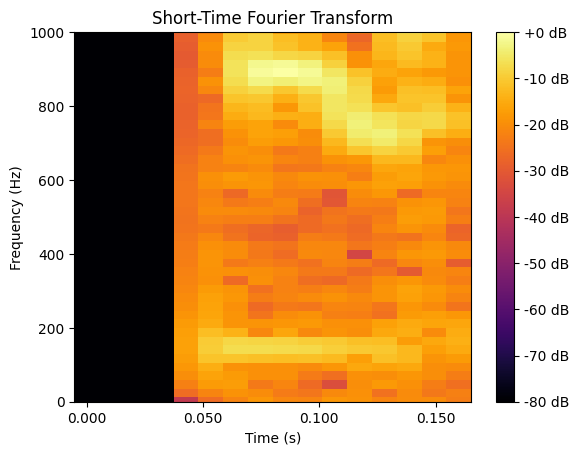 Short-Time Fourier Transform
Frequency (Hz)
1000
800
600
400
200
0
0.000
0.050
0.100
0.150
Time (s)
+0 dB
-10 dB
-20 dB
-30 dB
-40 dB
-50 dB
-60 dB
-70 dB
-80 dB